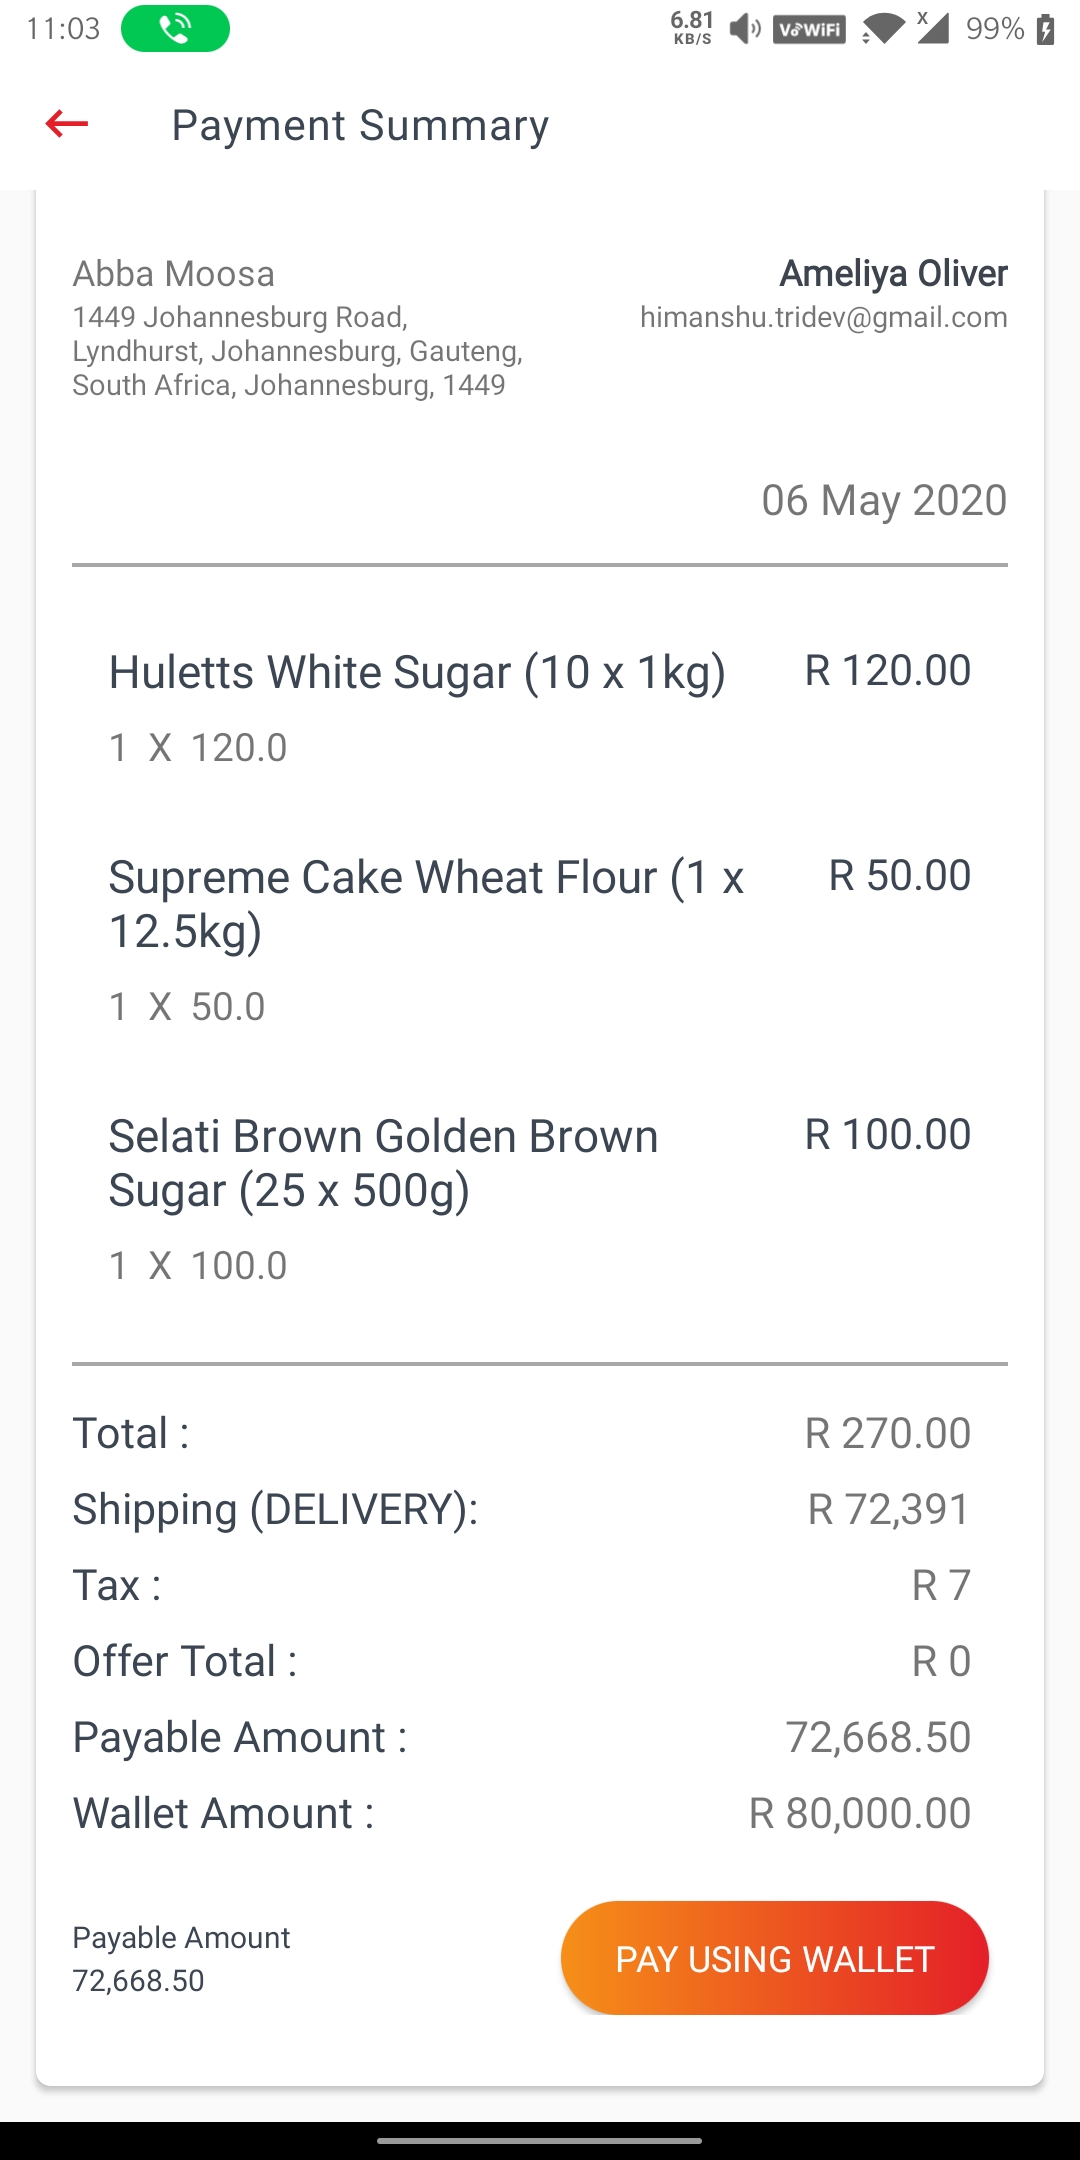 11:03
6.81
KB/S
VoWiFi
X
99%
Payment Summary
Abba Moosa
1449 Johannesburg Road,
Lyndhurst, Johannesburg, Gauteng,
South Africa, Johannesburg, 1449
Ameliya Oliver
himanshu.tridev@gmail.com
06 May 2020
Huletts White Sugar (10 x 1kg)
R 120.00
1 X 120.0
Supreme Cake Wheat Flour (1 x
12.5kg)
R 50.00
1 X 50.0
Selati Brown Golden Brown
Sugar (25 x 500g)
R 100.00
1 X 100.0
Total : R 270.00
Shipping (DELIVERY): R 72,391
Tax : R 7
Offer Total : R 0
Payable Amount : 72,668.50
Wallet Amount : R 80,000.00
Payable Amount
72,668.50
PAY USING WALLET